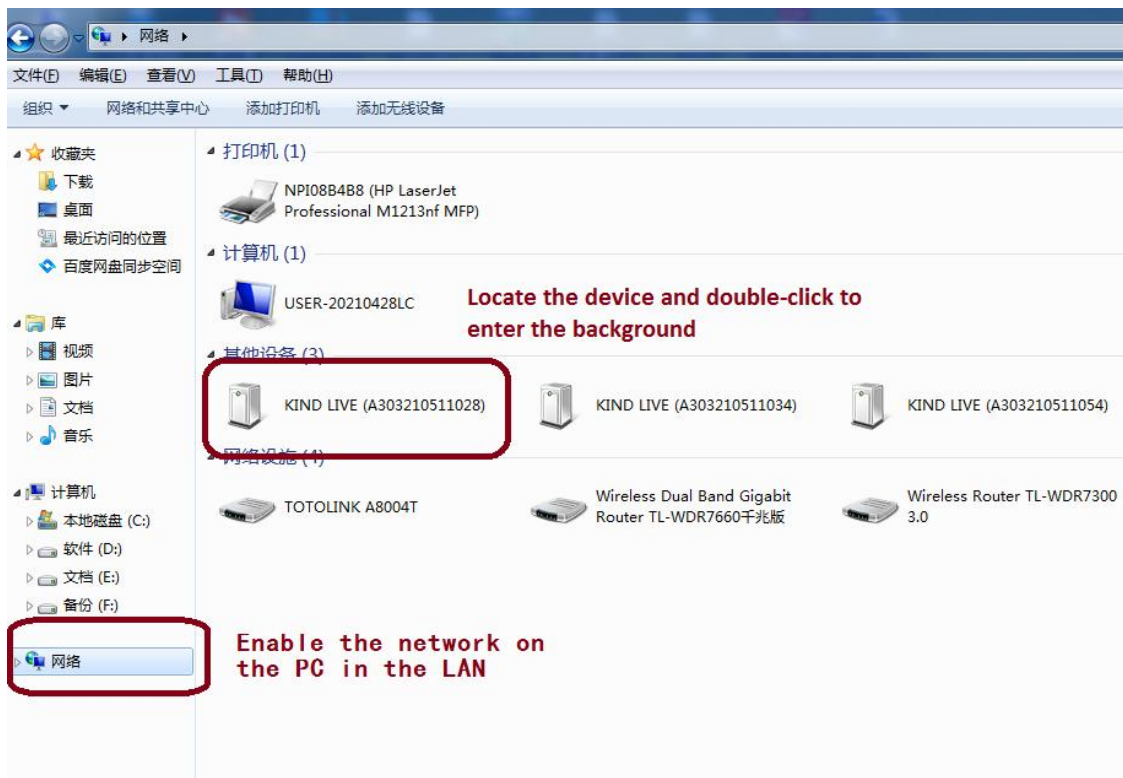 网络
文件(F) 编辑(E) 查看(V) 工具(T) 帮助(H)
组织 网络和共享中心 添加打印机 添加无线设备
收藏夹
下载
桌面
最近访问的位置
百度网盘同步空间
库
视频
图片
文档
音乐
计算机
本地磁盘 (C:)
软件 (D:)
文档 (E:)
备份 (F:)
网络
打印机 (1)
NPI08B4B8 (HP LaserJet
Professional M1213nf MFP)
计算机 (1)
USER-20210428LC
Locate the device and double-click to
enter the background
其他设备 (3)
KIND LIVE (A303210511028)
KIND LIVE (A303210511034)
KIND LIVE (A303210511054)
网络设施 (4)
TOTOLINK A8004T
Wireless Dual Band Gigabit
Router TL-WDR7660千兆版
Wireless Router TL-WDR7300
3.0
Enable the network on
the PC in the LAN